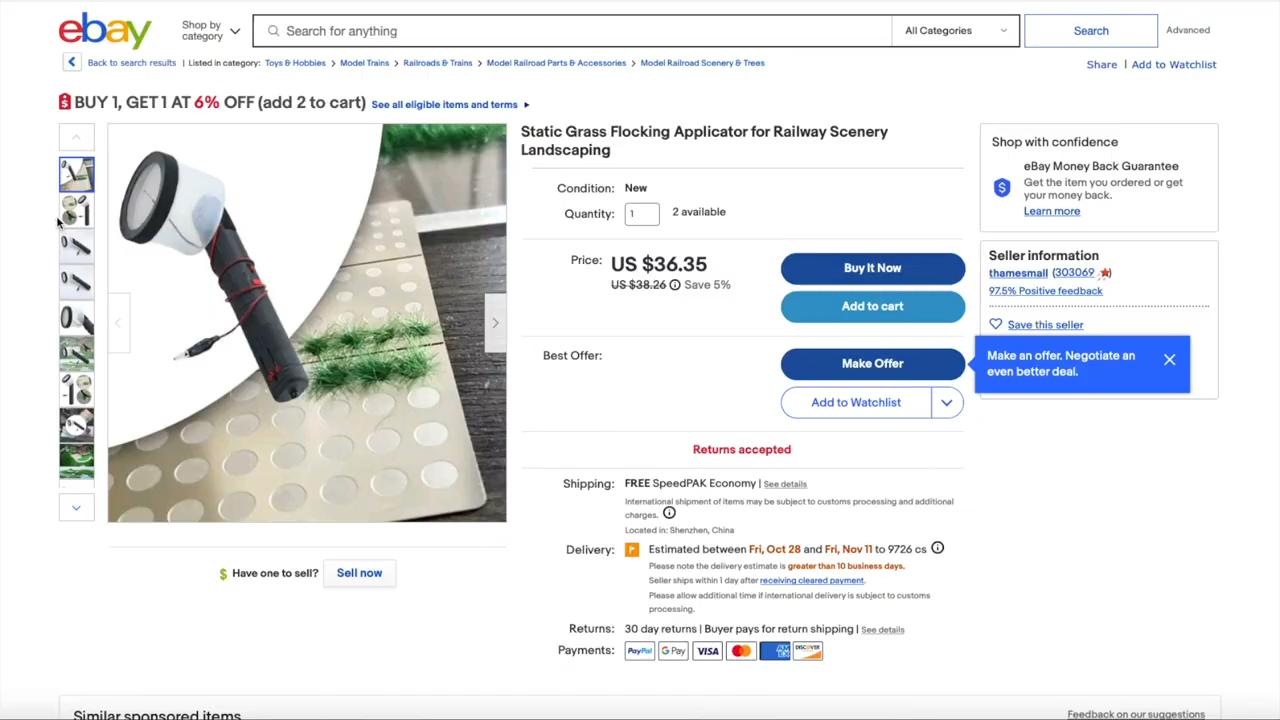 ebay
Shop by category
Search for anything
All Categories
Search
Advanced
Back to search results | Listed in category: Toys & Hobbies > Model Trains > Railroads & Trains > Model Railroad Parts & Accessories > Model Railroad Scenery & Trees
Share | Add to Watchlist
BUY 1, GET 1 AT 6% OFF (add 2 to cart) See all eligible items and terms
Static Grass Flocking Applicator for Railway Scenery
Landscaping
Condition: New
Quantity: 1 2 available
Price: US $36.35
US $38.26 Save 5%
Buy It Now
Add to cart
Best Offer:
Make Offer
Add to Watchlist
Returns accepted
Shipping: FREE SpeedPAK Economy | See details
International shipment of items may be subject to customs processing and additional
charges.
Located in: Shenzhen, China
Delivery: Estimated between Fri, Oct 28 and Fri, Nov 11 to 9726 cs
Please note the delivery estimate is greater than 10 business days.
Seller ships within 1 day after receiving cleared payment.
Please allow additional time if international delivery is subject to customs
processing.
Returns: 30 day returns | Buyer pays for return shipping | See details
Payments: PayPal G Pay VISA AM EX DISCOVER
Shop with confidence
eBay Money Back Guarantee
Get the item you ordered or get
your money back.
Learn more
Seller information
thamesmall (303069)
97.5% Positive feedback
Save this seller
Make an offer. Negotiate an
even better deal.
Have one to sell? Sell now
Similar sponsored items
Feedback on our suggestions